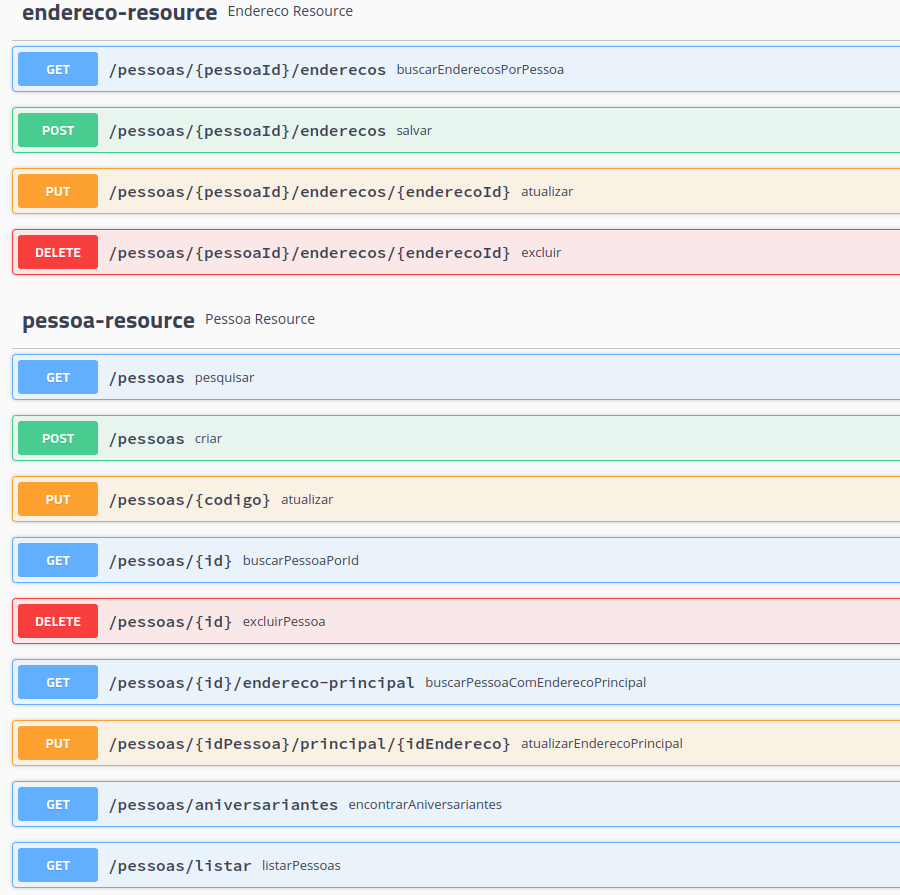 endereco-resource Endereco Resource
GET /pessoas/{pessoaId}/enderecos buscarEnderecosPorPessoa
POST /pessoas/{pessoaId}/enderecos salvar
PUT /pessoas/{pessoaId}/enderecos/{enderecoId} atualizar
DELETE /pessoas/{pessoaId}/enderecos/{enderecoId} excluir
pessoa-resource Pessoa Resource
GET /pessoas pesquisar
POST /pessoas criar
PUT /pessoas/{codigo} atualizar
GET /pessoas/{id} buscarPessoaPorId
DELETE /pessoas/{id} excluirPessoa
GET /pessoas/{id}/endereco-principal buscarPessoaComEnderecoPrincipal
PUT /pessoas/{idPessoa}/principal/{idEndereco} atualizarEnderecoPrincipal
GET /pessoas/aniversariantes encontrarAniversariantes
GET /pessoas/listar listarPessoas